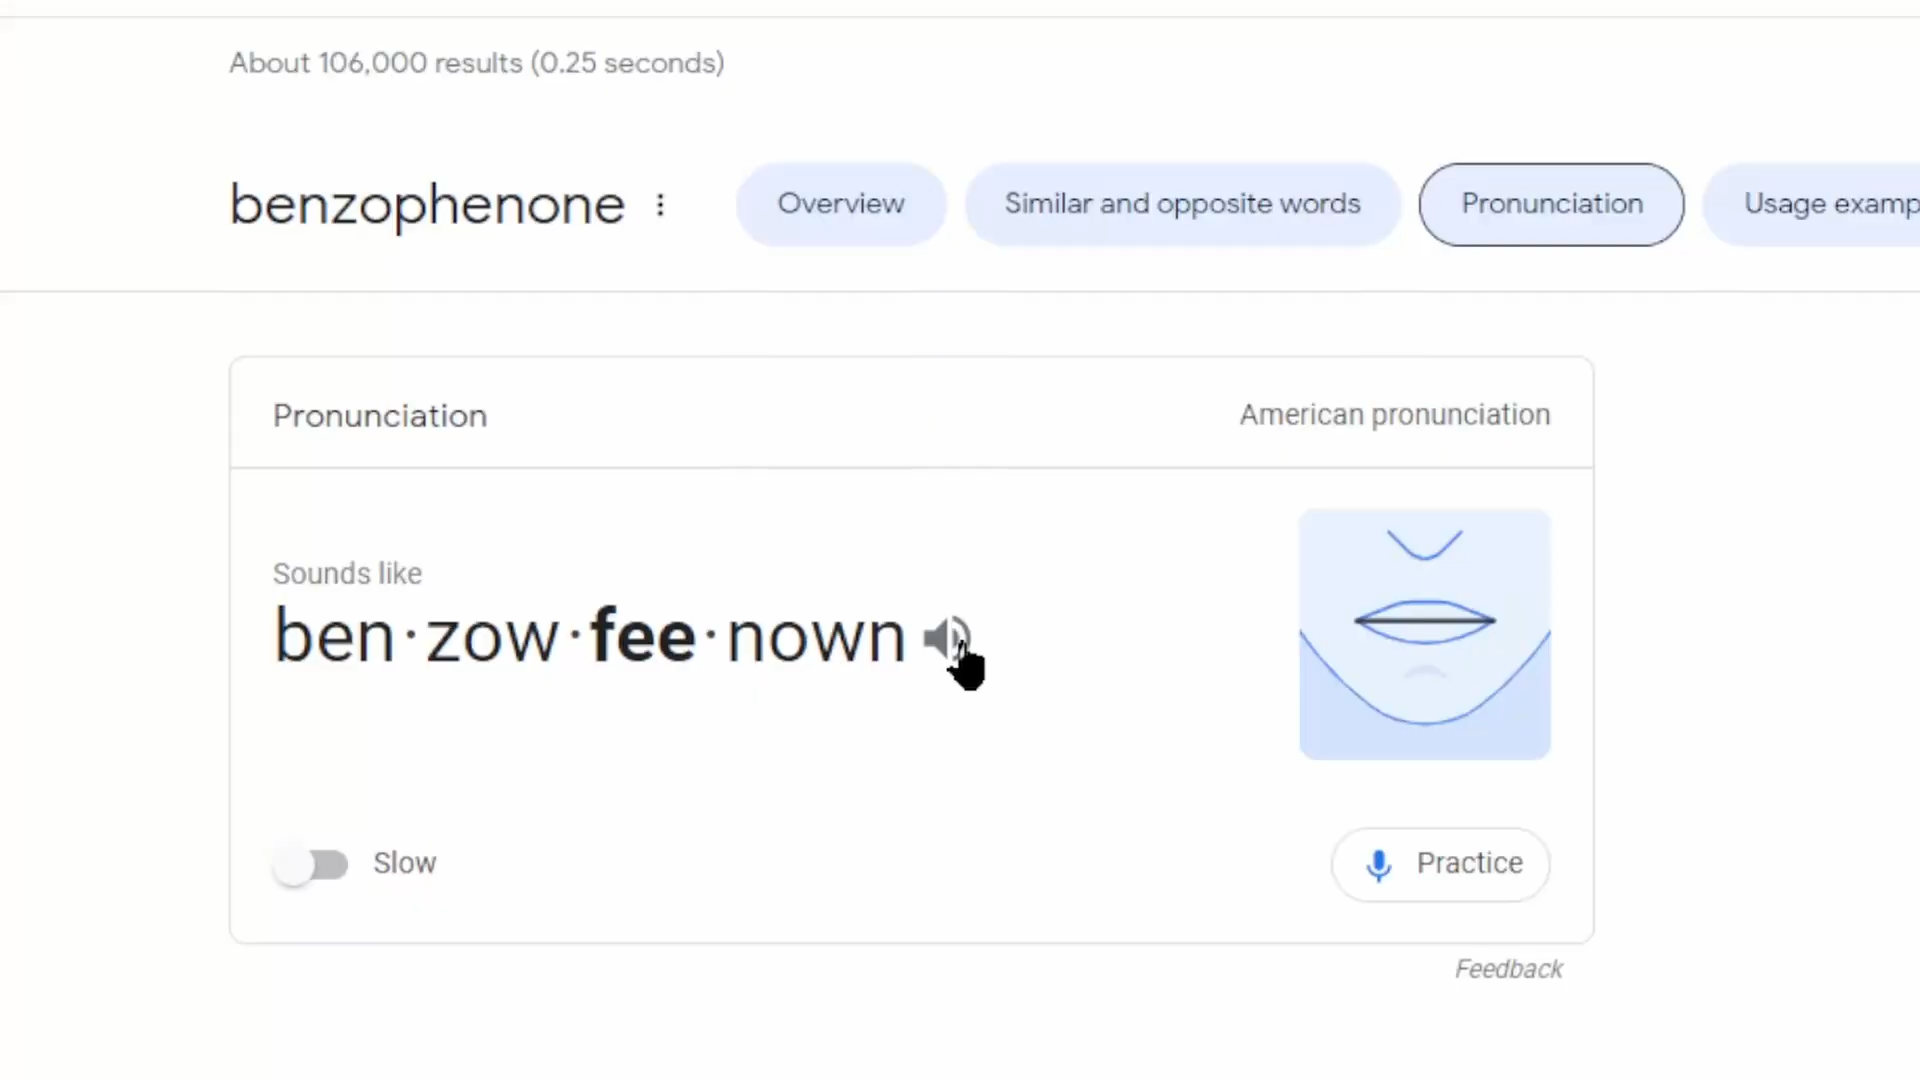 About 106,000 results (0.25 seconds)
benzophenone Overview Similar and opposite words Pronunciation Usage examp
Pronunciation American pronunciation
Sounds like
ben·zow·fee·nown
Slow Practice
Feedback